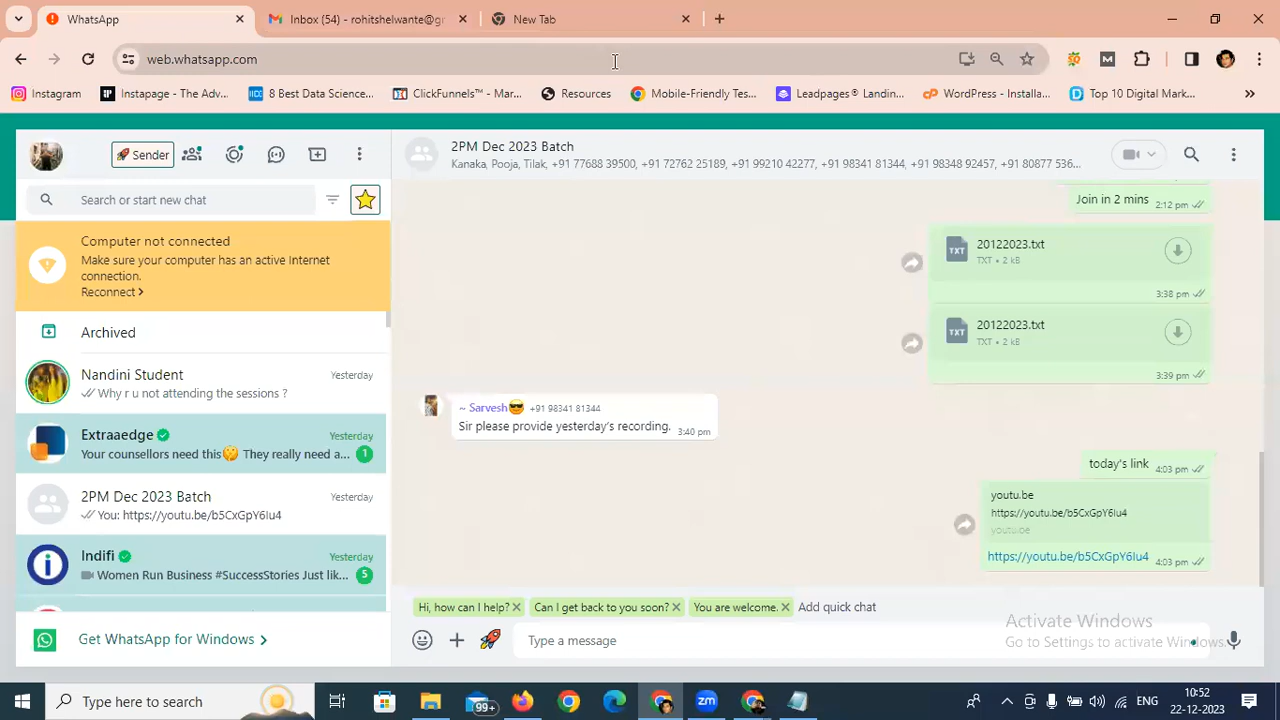 WhatsApp
Inbox (54) - rohitshelwante@gr
New Tab
web.whatsapp.com
Instagram
Instapage - The Adv...
8 Best Data Science...
ClickFunnels™ - Mar...
Resources
Mobile-Friendly Tes...
Leadpages® Landin...
WordPress - Installa...
Top 10 Digital Mark...
Sender
2PM Dec 2023 Batch
Kanaka, Pooja, Tilak, +91 77688 39500, +91 72762 25189, +91 99210 42277, +91 98341 81344, +91 98348 92457, +91 80877 536...
Search or start new chat
Computer not connected
Make sure your computer has an active Internet
connection.
Reconnect
Archived
Nandini Student
Yesterday
Why r u not attending the sessions ?
Extraaedge
Yesterday
Your counsellors need this🤔 They really need a...
1
2PM Dec 2023 Batch
Yesterday
You: https://youtu.be/b5CxGpY6Iu4
Indifi
Yesterday
Women Run Business #SuccessStories Just lik...
5
Get WhatsApp for Windows
Join in 2 mins
2:12 pm
20122023.txt
TXT • 2 kB
3:38 pm
20122023.txt
TXT • 2 kB
3:39 pm
~ Sarvesh😎 +91 98341 81344
Sir please provide yesterday's recording.
3:40 pm
today's link
4:03 pm
youtu.be
https://youtu.be/b5CxGpY6Iu4
youtu.be
https://youtu.be/b5CxGpY6Iu4
4:03 pm
Hi, how can I help?
Can I get back to you soon?
You are welcome.
Add quick chat
Type a message
Activate Windows
Go to Settings to activate Windows.
Type here to search
99+
zm
ENG
10:52
22-12-2023